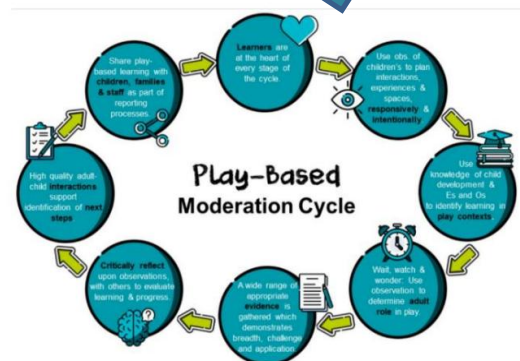 Play-Based
Moderation Cycle
Learners are
at the heart of
every stage of
the cycle.
Use obs. of
children's to plan
interactions,
experiences &
spaces,
responsively &
intentionally
Use
knowledge of child
development &
Es and Os
to identify learning in
play contexts.
Wait, watch &
wonder: Use
observation to
determine adult
role in play.
A wide range of
appropriate
evidence is
gathered which
demonstrates
breadth, challenge
and application
Critically reflect
upon observations,
with others to evaluate
learning & progress.
High quality adult-
child interactions
support
identification of next
steps
Share play-
based learning with
children, families
& staff as part of
reporting
processes.